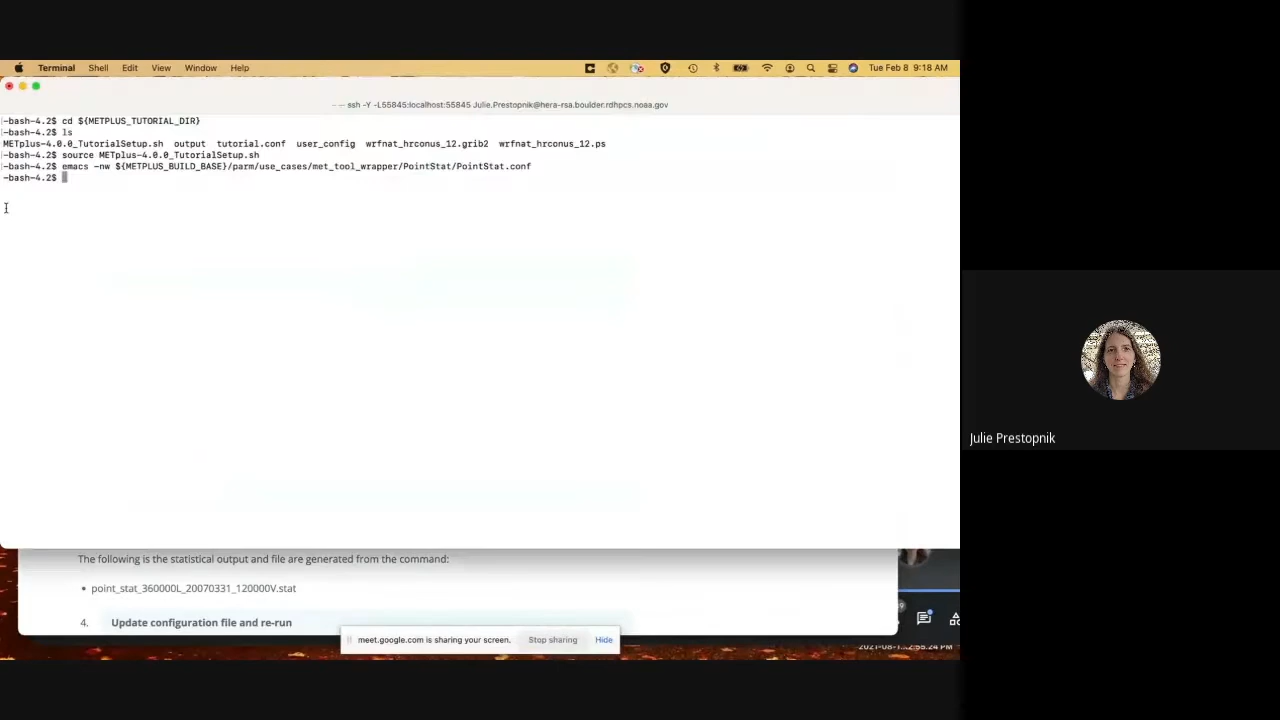 Terminal Shell Edit View Window Help Tue Feb 8 9:18 AM
— — ssh -Y -L55845:localhost:55845 Julie.Prestopnik@hera-rsa.boulder.rdhpcs.noaa.gov
-bash-4.2$ cd ${METPLUS_TUTORIAL_DIR}
-bash-4.2$ ls
METplus-4.0.0_TutorialSetup.sh output tutorial.conf user_config wrfnat_hrconus_12.grib2 wrfnat_hrconus_12.ps
-bash-4.2$ source METplus-4.0.0_TutorialSetup.sh
-bash-4.2$ emacs -nw ${METPLUS_BUILD_BASE}/parm/use_cases/met_tool_wrapper/PointStat/PointStat.conf
-bash-4.2$
Julie Prestopnik
The following is the statistical output and file are generated from the command:
• point_stat_360000L_20070331_120000V.stat
4. Update configuration file and re-run
meet.google.com is sharing your screen. Stop sharing Hide